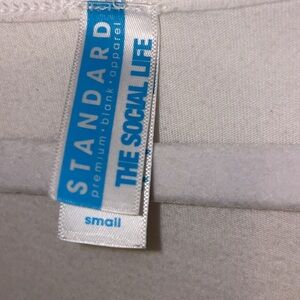 STANDARD
premium • blank • apparel
THE SOCIAL LIFE
small